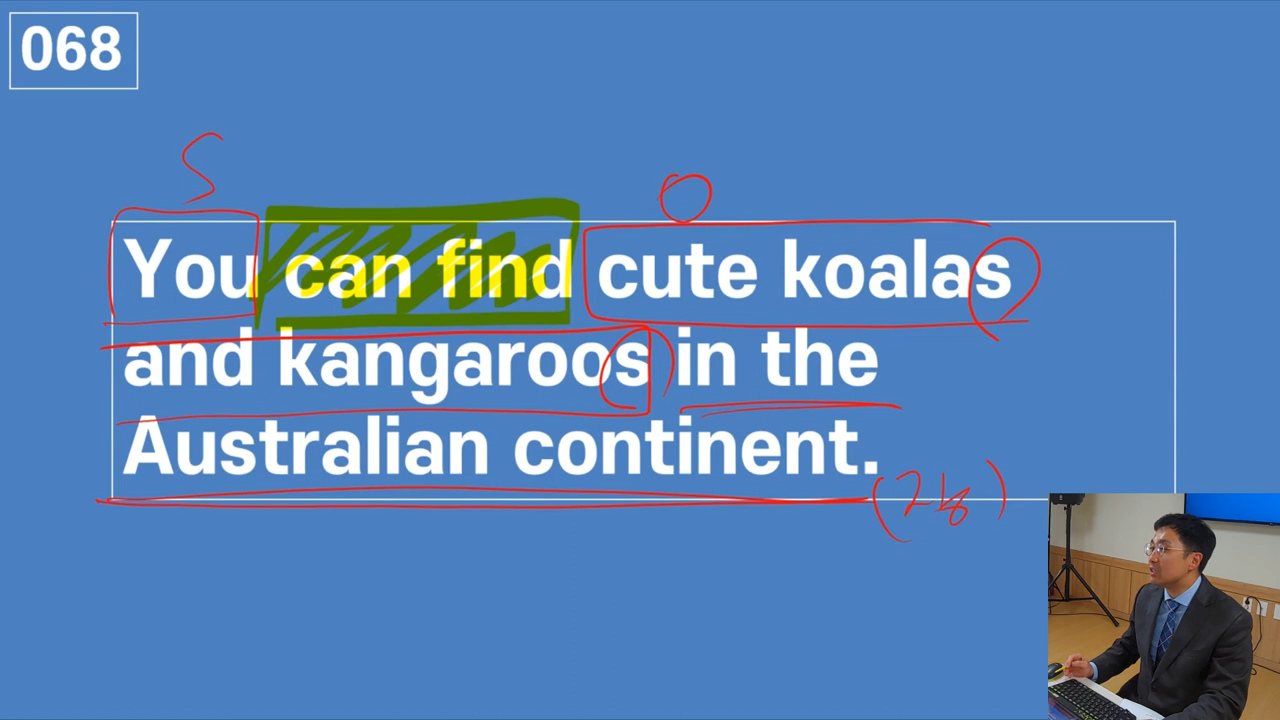 068
S
O
You can find cute koalas
and kangaroos in the
Australian continent.